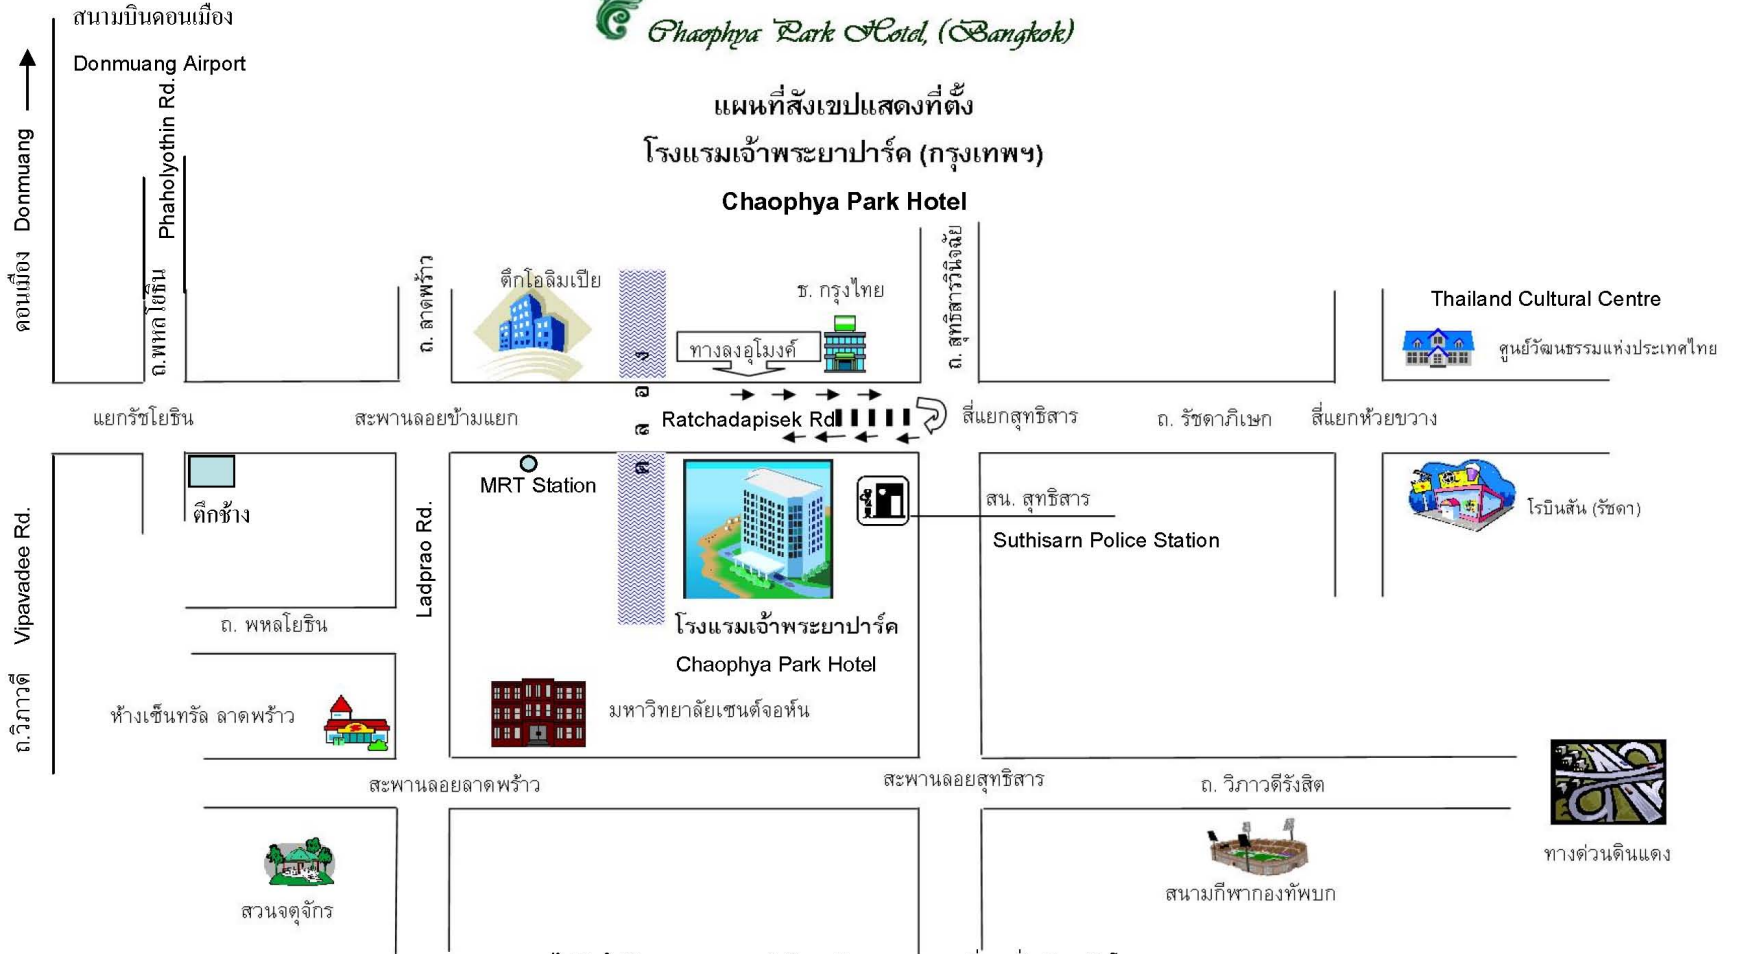 สนามบินดอนเมือง
Donmuang Airport
Chaophya Park Hotel, (Bangkok)
แผนที่สังเขปแสดงที่ตั้ง
โรงแรมเจ้าพระยาปาร์ค (กรุงเทพฯ)
Chaophya Park Hotel
ดอนเมือง Donmuang
Phaholyothin Rd.
ถ.พหลโยธิน
ถ. ลาดพร้าว
ตึกโอลิมเปีย
ธ. กรุงไทย
ทางลงอุโมงค์
ถ. สุทธิสารวินิจฉัย
Thailand Cultural Centre
ศูนย์วัฒนธรรมแห่งประเทศไทย
แยกรัชโยธิน
สะพานลอยข้ามแยก
คลอง
Ratchadapisek Rd
สี่แยกสุทธิสาร
ถ. รัชดาภิเษก
สี่แยกห้วยขวาง
ตึกช้าง
MRT Station
สน. สุทธิสาร
Suthisarn Police Station
โรบินสัน (รัชดา)
ถ.วิภาวดี Vipavadee Rd.
Ladprao Rd.
ถ. พหลโยธิน
โรงแรมเจ้าพระยาปาร์ค
Chaophya Park Hotel
ห้างเซ็นทรัล ลาดพร้าว
มหาวิทยาลัยเซนต์จอห์น
สะพานลอยลาดพร้าว
สะพานลอยสุทธิสาร
ถ. วิภาวดีรังสิต
ทางด่วนดินแดง
สวนจตุจักร
สนามกีฬากองทัพบก